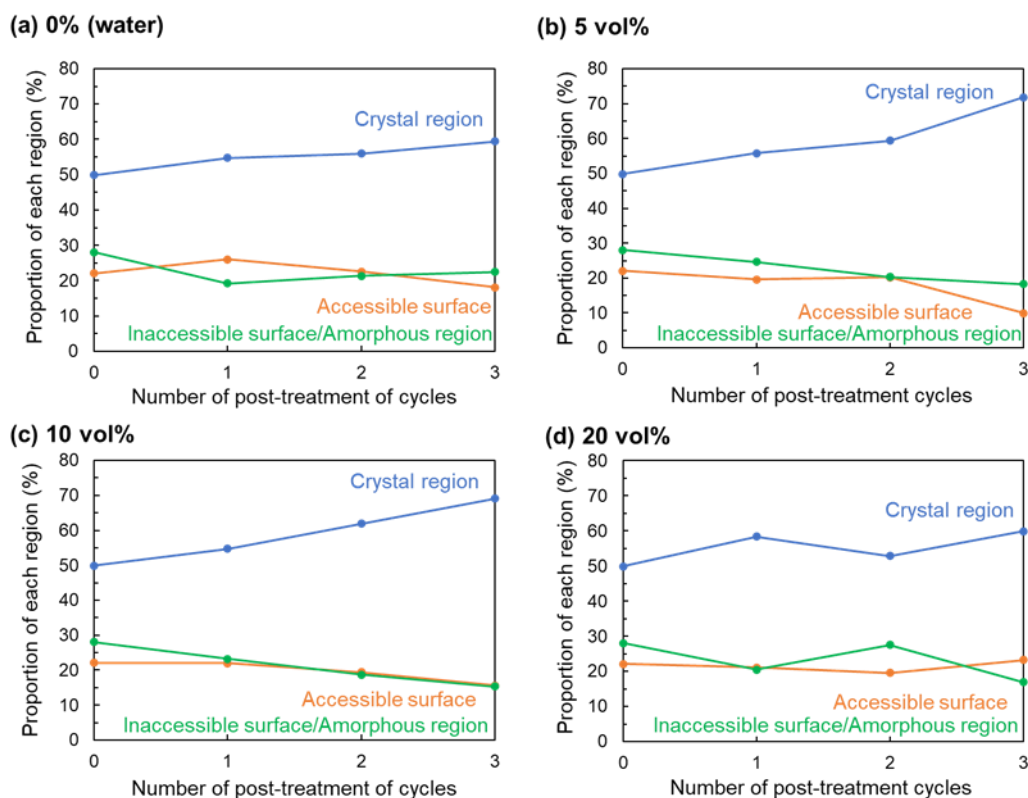 (a) 0% (water)
Proportion of each region (%)
80
70
60
50
40
30
20
10
0
Crystal region
Accessible surface
Inaccessible surface/Amorphous region
0 1 2 3
Number of post-treatment of cycles
(b) 5 vol%
Proportion of each region (%)
80
70
60
50
40
30
20
10
0
Crystal region
Accessible surface
Inaccessible surface/Amorphous region
0 1 2 3
Number of post-treatment cycles
(c) 10 vol%
Proportion of each region (%)
80
70
60
50
40
30
20
10
0
Crystal region
Accessible surface
Inaccessible surface/Amorphous region
0 1 2 3
Number of post-treatment of cycles
(d) 20 vol%
Proportion of each region (%)
80
70
60
50
40
30
20
10
0
Crystal region
Accessible surface
Inaccessible surface/Amorphous region
0 1 2 3
Number of post-treatment cycles